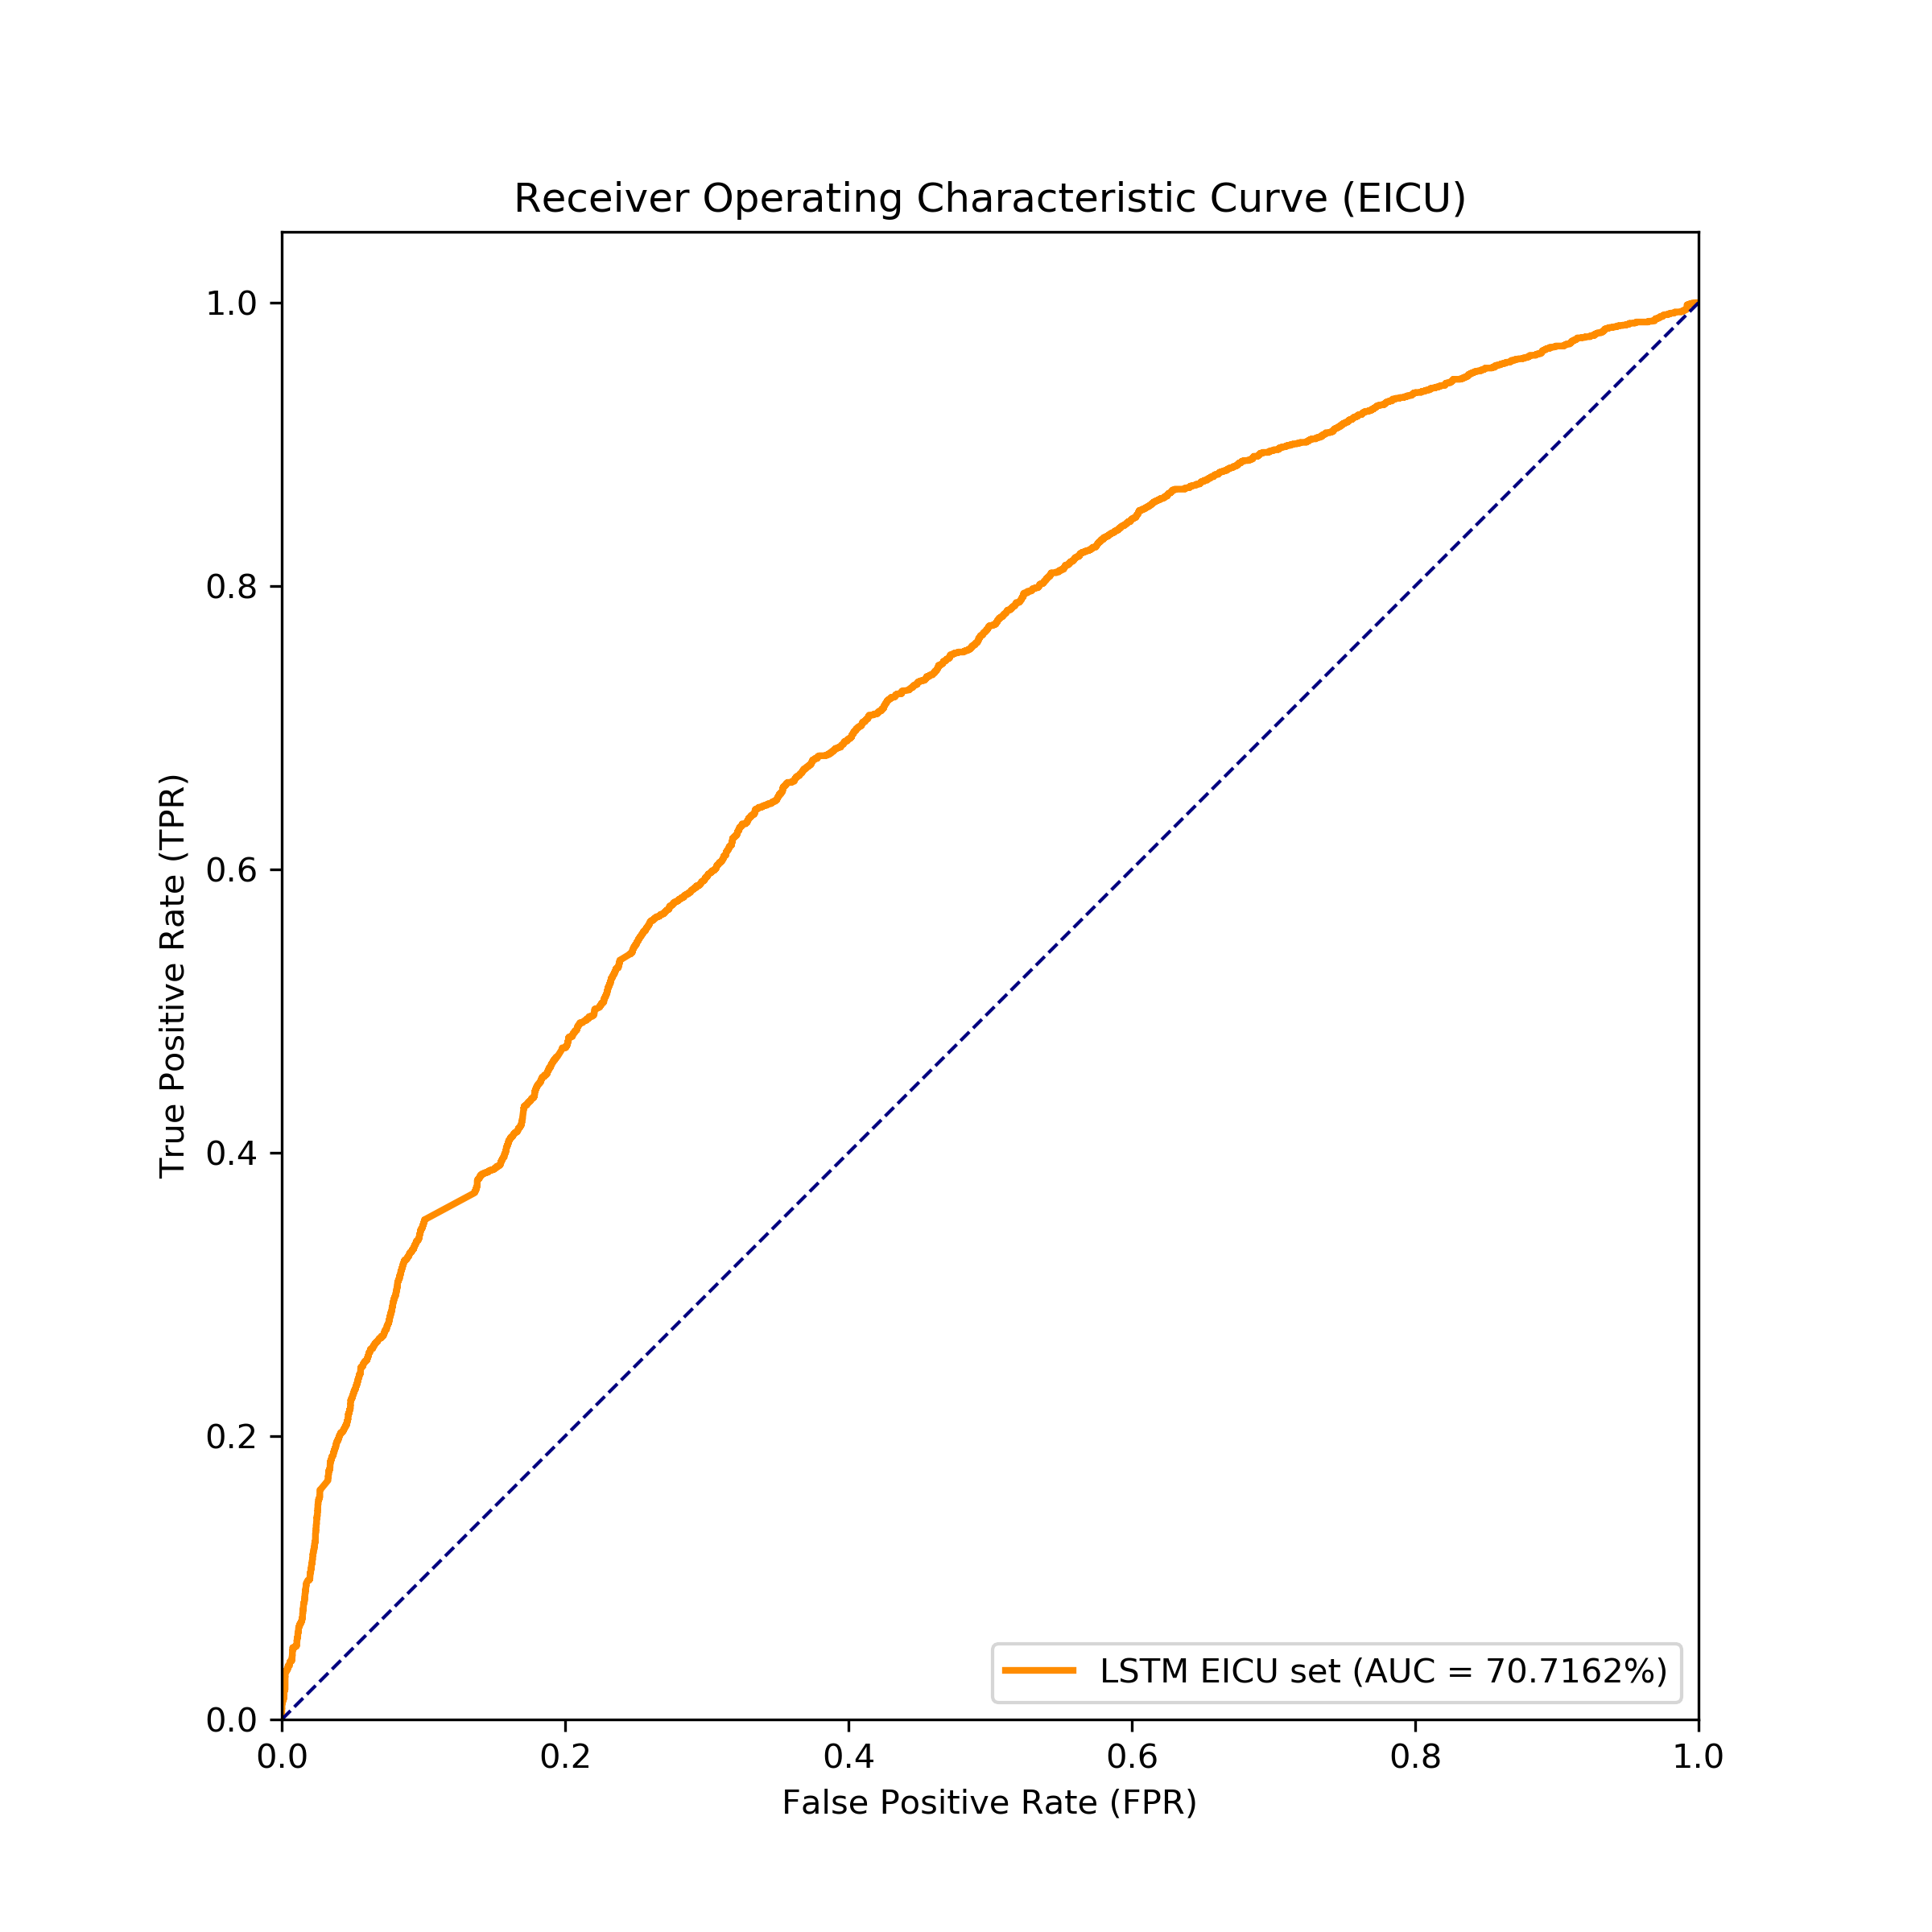 Receiver Operating Characteristic Curve (EICU)
True Positive Rate (TPR)
1.0
0.8
0.6
0.4
0.2
0.0
LSTM EICU set (AUC = 70.7162%)
0.0 0.2 0.4 0.6 0.8 1.0
False Positive Rate (FPR)